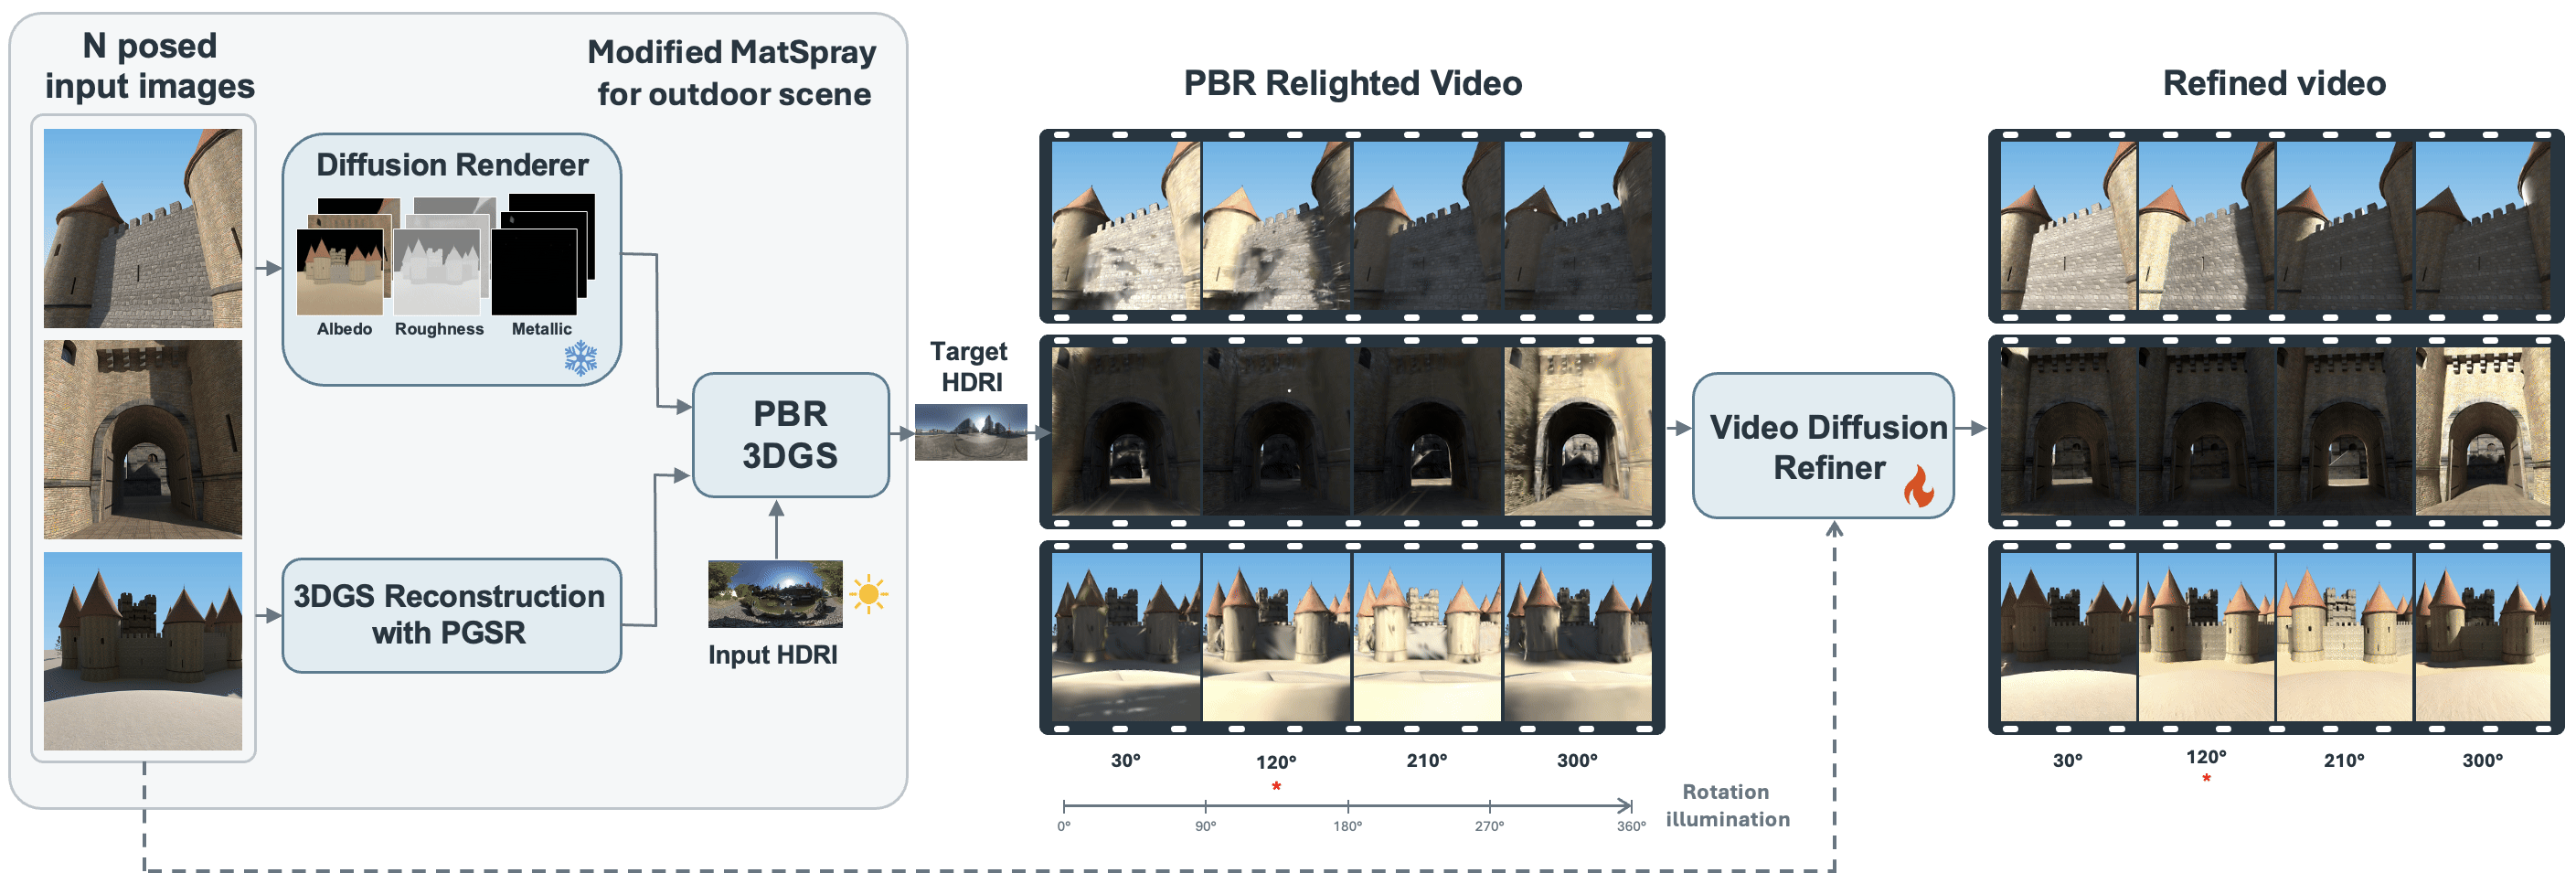 N posed
input images
Modified MatSpray
for outdoor scene
Diffusion Renderer
Albedo
Roughness
Metallic
3DGS Reconstruction
with PGSR
PBR
3DGS
Input HDRI
Target
HDRI
PBR Relighted Video
30°
120°
210°
300°
*
0°
90°
180°
270°
360°
Rotation
illumination
Video Diffusion
Refiner
Refined video
30°
120°
210°
300°
*